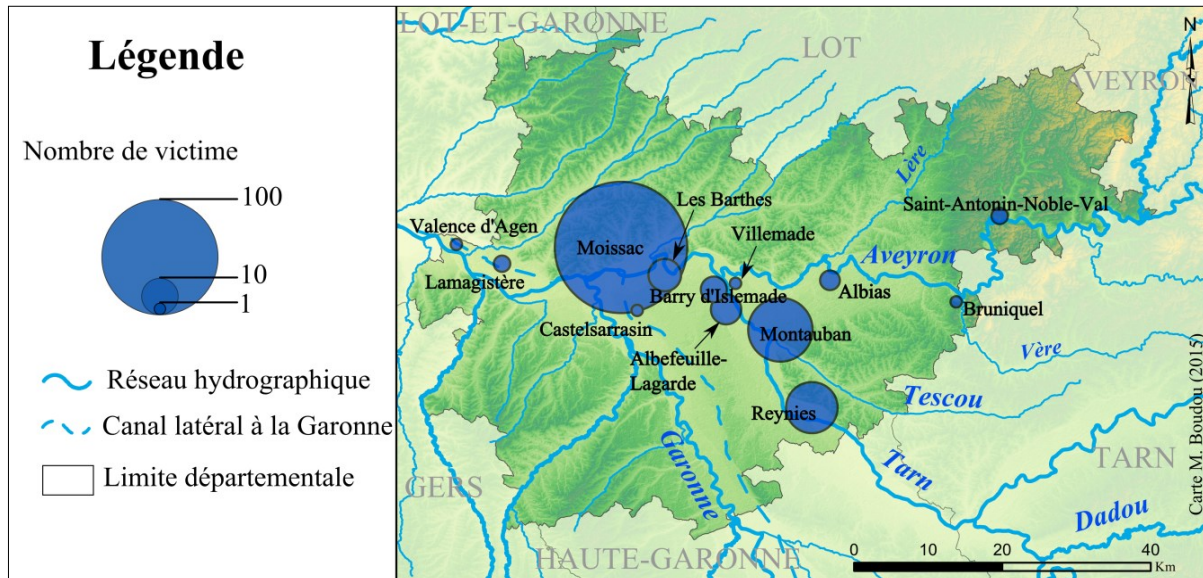 Légende
Nombre de victime
100
10
1
Réseau hydrographique
Canal latéral à la Garonne
Limite départementale
LOT-ET-GARONNE
LOT
N
AVEYRON
Lère
Les Barthes
Saint-Antonin-Noble-Val
Valence d'Agen
Villemade
Moissac
Aveyron
Lamagistère
Barry d'Islemade
Albias
Bruniquel
Castelsarrasin
Montauban
Albefeuille-
Lagarde
Vère
Tescou
Reynies
Garonne
Tarn
TARN
GERS
Dadou
HAUTE-GARONNE
0 10 20 40
Km
Carte M. Boudou (2015)